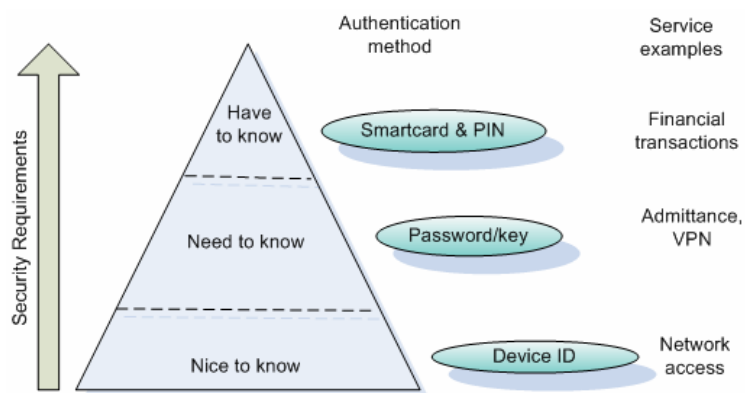 Authentication
method
Service
examples
Security Requirements
Have
to know
Smartcard & PIN
Financial
transactions
Need to know
Password/key
Admittance,
VPN
Nice to know
Device ID
Network
access